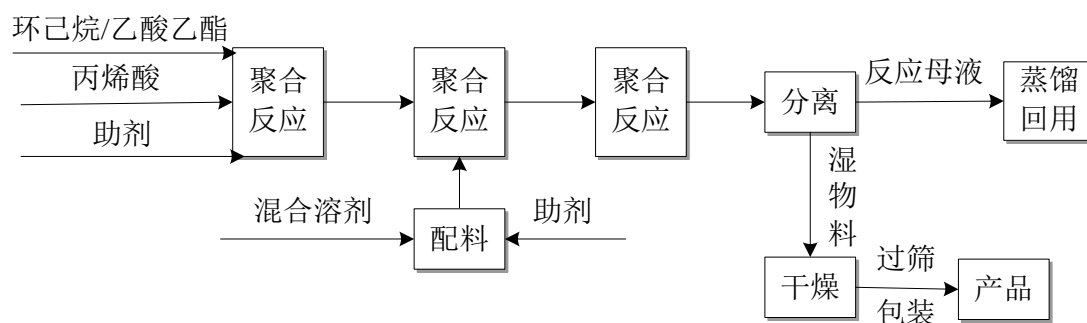 环己烷/乙酸乙酯
丙烯酸
助剂
聚合
反应
聚合
反应
聚合
反应
分离
反应母液
蒸馏
回用
混合溶剂
配料
助剂
湿
物
料
干燥
过筛
包装
产品